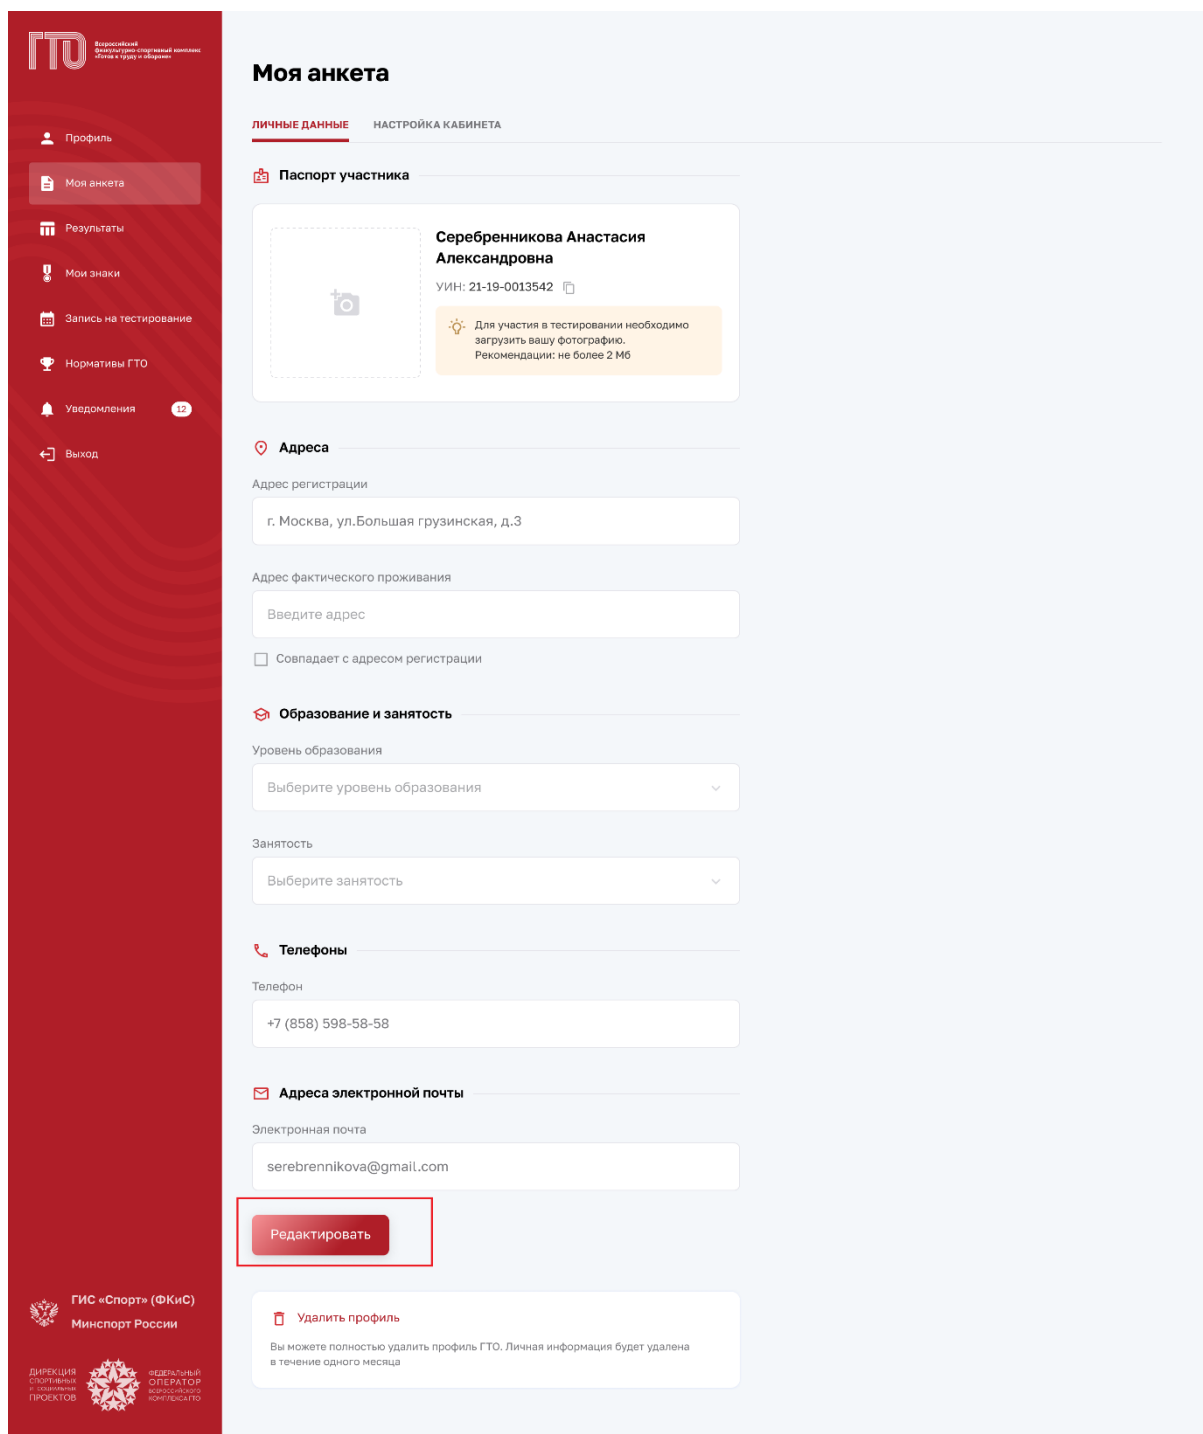 ГТО
Всероссийский
физкультурно-спортивный комплекс
«Готов к труду и обороне»
Профиль
Моя анкета
Результаты
Мои знаки
Запись на тестирование
Нормативы ГТО
Уведомления 12
Выход
ГИС «Спорт» (ФКиС)
Минспорт России
ДИРЕКЦИЯ
СПОРТИВНЫХ
И СОЦИАЛЬНЫХ
ПРОЕКТОВ
ФЕДЕРАЛЬНЫЙ
ОПЕРАТОР
ВСЕРОССИЙСКОГО
КОМПЛЕКСА ГТО
Моя анкета
ЛИЧНЫЕ ДАННЫЕ НАСТРОЙКА КАБИНЕТА
Паспорт участника
Серебренникова Анастасия
Александровна
УИН: 21-19-0013542
Для участия в тестировании необходимо
загрузить вашу фотографию.
Рекомендации: не более 2 Мб
Адреса
Адрес регистрации
г. Москва, ул.Большая грузинская, д.3
Адрес фактического проживания
Введите адрес
Совпадает с адресом регистрации
Образование и занятость
Уровень образования
Выберите уровень образования
Занятость
Выберите занятость
Телефоны
Телефон
+7 (858) 598-58-58
Адреса электронной почты
Электронная почта
serebrennikova@gmail.com
Редактировать
Удалить профиль
Вы можете полностью удалить профиль ГТО. Личная информация будет удалена
в течение одного месяца